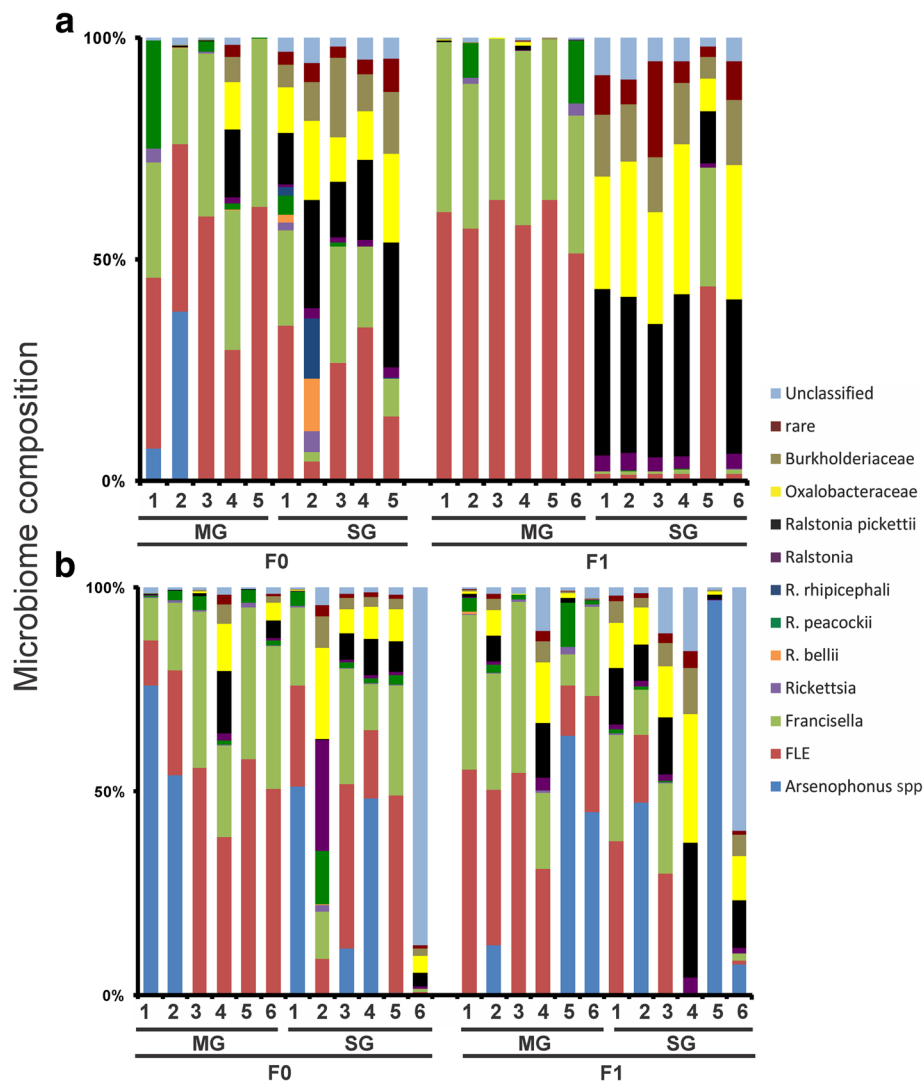 a
100%
50%
0%
1 2 3 4 5 1 2 3 4 5 1 2 3 4 5 6 1 2 3 4 5 6
MG SG MG SG
F0 F1
Microbiome composition
Unclassified
rare
Burkholderiaceae
Oxalobacteraceae
Ralstonia pickettii
Ralstonia
R. rhipicephali
R. peacockii
R. bellii
Rickettsia
Francisella
FLE
Arsenophonus spp
b
100%
50%
0%
1 2 3 4 5 6 1 2 3 4 5 6 1 2 3 4 5 6 1 2 3 4 5 6
MG SG MG SG
F0 F1